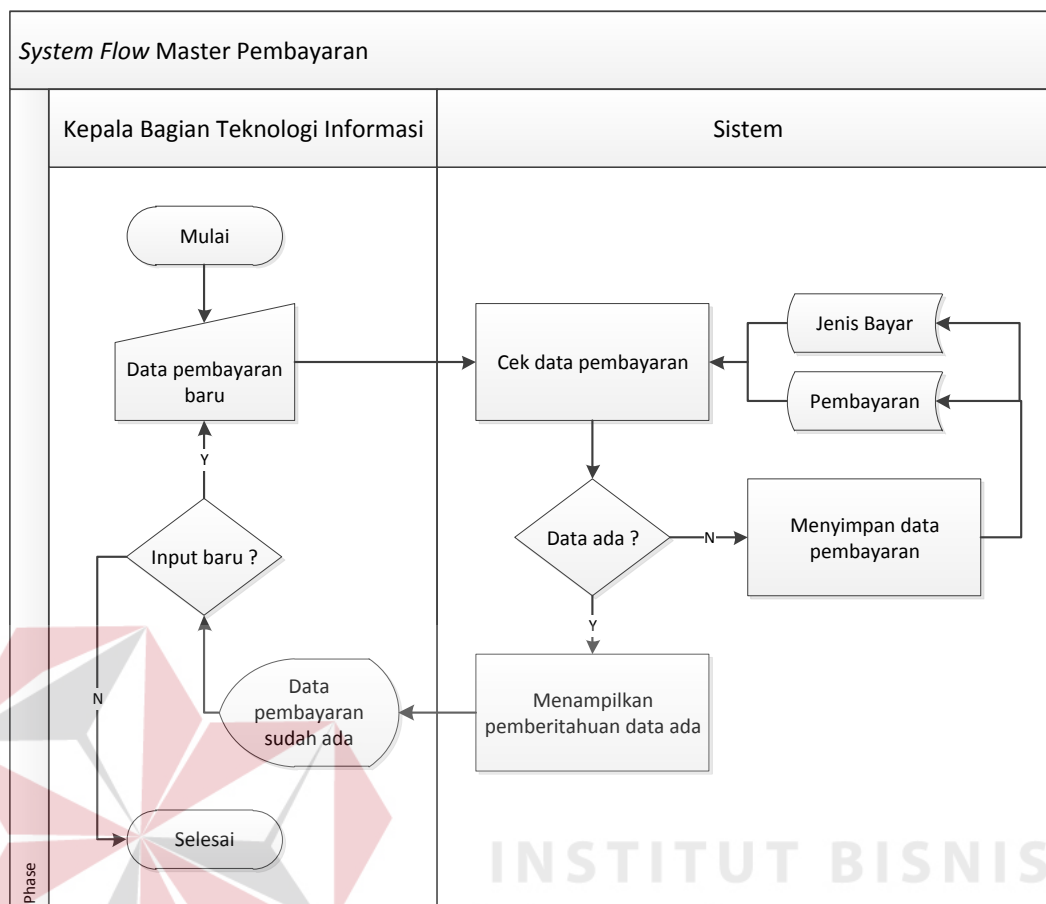 System Flow Master Pembayaran
Kepala Bagian Teknologi Informasi
Sistem
Mulai
Data pembayaran
baru
Cek data pembayaran
Jenis Bayar
Pembayaran
Y
Input baru ?
Data ada ?
N
Menyimpan data
pembayaran
Y
N
Data
pembayaran
sudah ada
Menampilkan
pemberitahuan data ada
Selesai
Phase
INSTITUT BISNIS